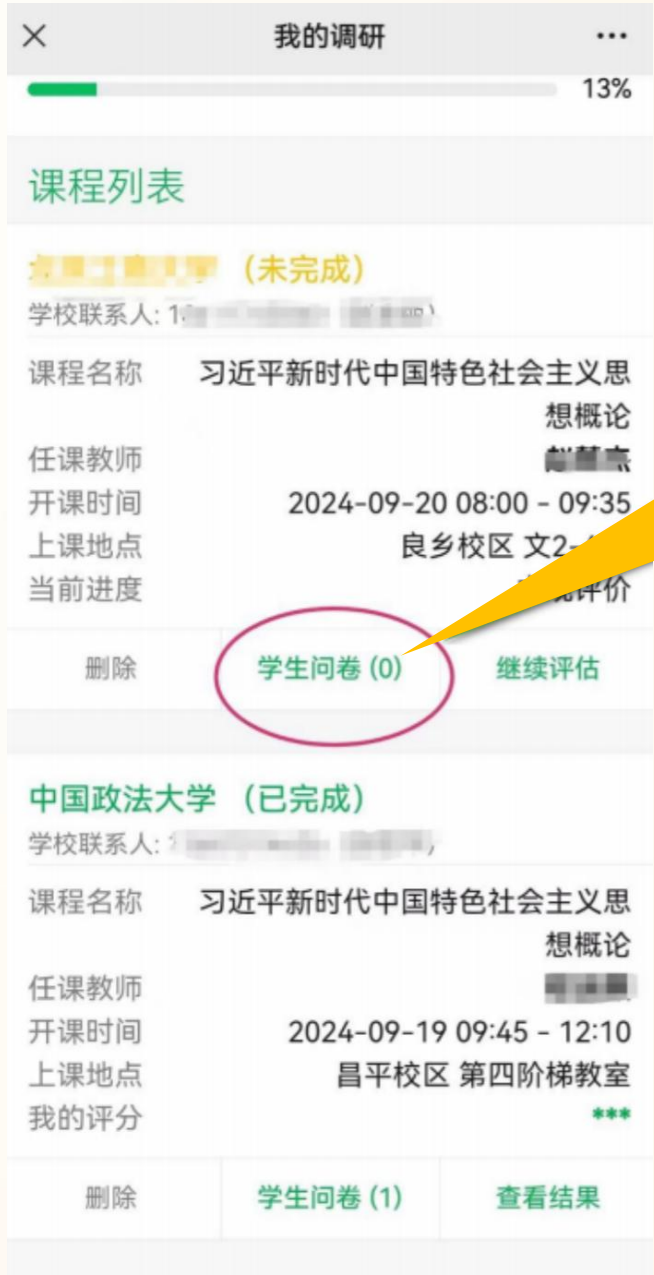 我的调研
13%
课程列表
（未完成）
学校联系人: 1
课程名称 习近平新时代中国特色社会主义思
想概论
任课教师
开课时间 2024-09-20 08:00 - 09:35
上课地点 良乡校区 文2-
当前进度 评价
删除 学生问卷 (0) 继续评估
中国政法大学 （已完成）
学校联系人:
课程名称 习近平新时代中国特色社会主义思
想概论
任课教师
开课时间 2024-09-19 09:45 - 12:10
上课地点 昌平校区 第四阶梯教室
我的评分 ***
删除 学生问卷 (1) 查看结果